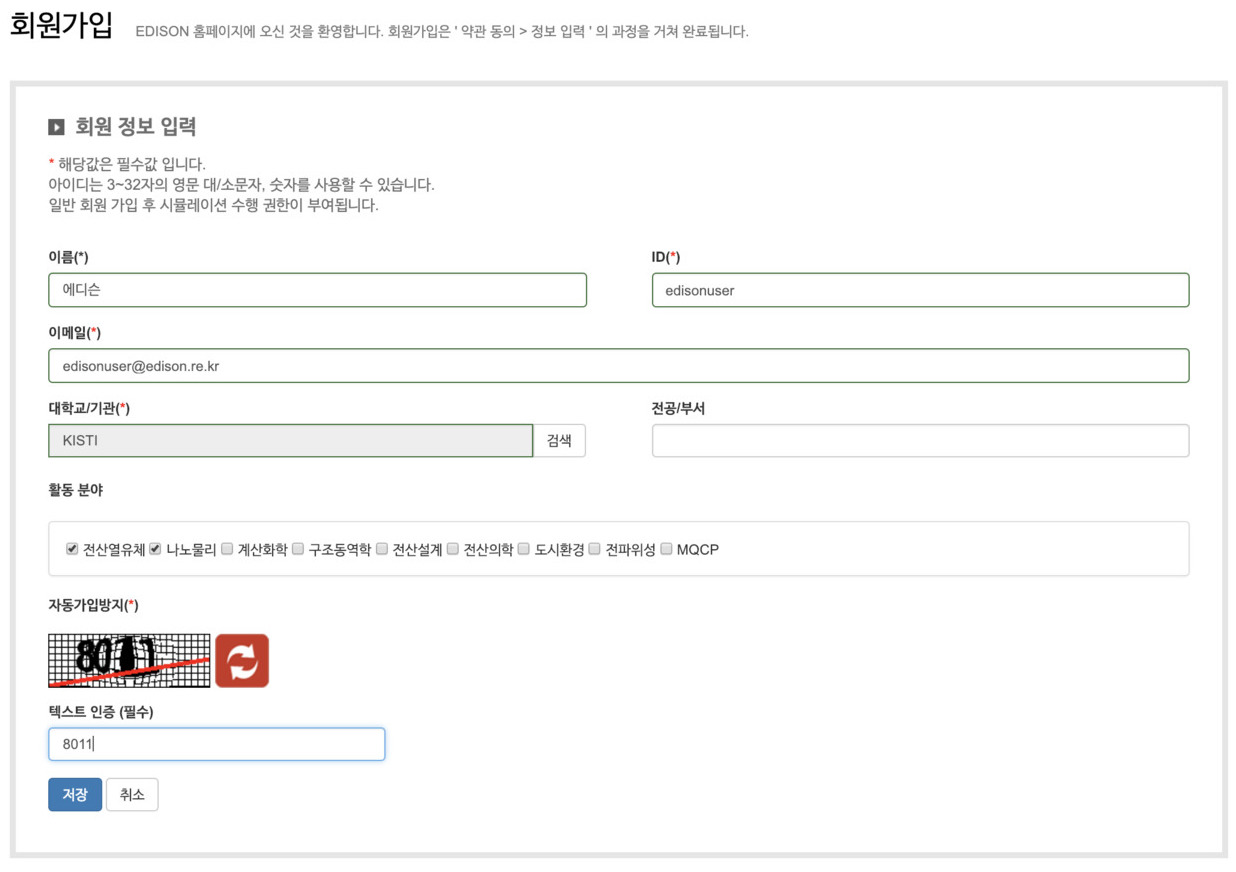 회원가입 EDISON 홈페이지에 오신 것을 환영합니다. 회원가입은 ' 약관 동의 > 정보 입력 ' 의 과정을 거쳐 완료됩니다.
회원 정보 입력
* 해당값은 필수값 입니다.
아이디는 3~32자의 영문 대/소문자, 숫자를 사용할 수 있습니다.
일반 회원 가입 후 시뮬레이션 수행 권한이 부여됩니다.
이름(*) ID(*)
에디슨 edisonuser
이메일(*)
edisonuser@edison.re.kr
대학교/기관(*) 전공/부서
KISTI 검색
활동 분야
전산열유체 나노물리 계산화학 구조동역학 전산설계 전산의학 도시환경 전파위성 MQCP
자동가입방지(*)
8011
텍스트 인증 (필수)
8011
저장 취소